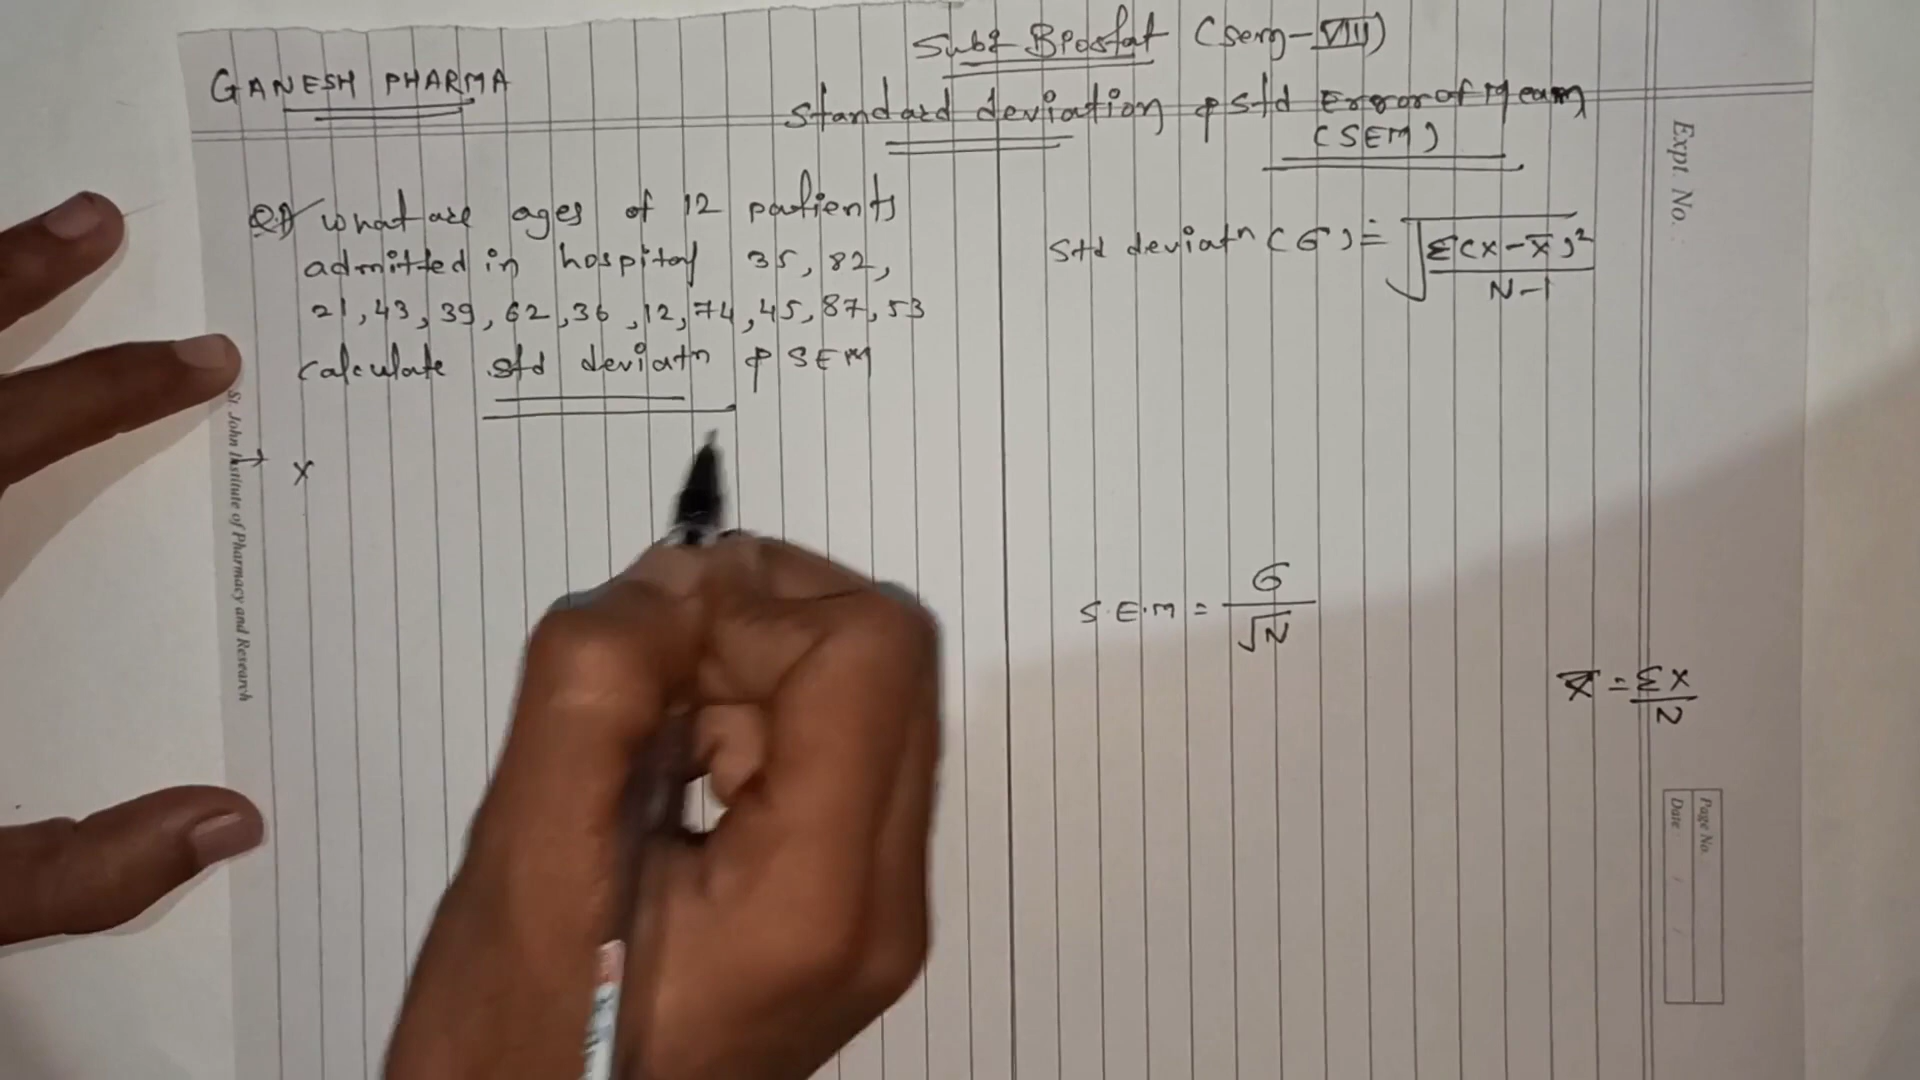 GANESH PHARMA
Sub:- Biostat (Sem-VIII)
Standard deviation & Std Error of Mean
(SEM)
Q.1) What are ages of 12 patients
admitted in hospital 35, 82,
21, 43, 39, 62, 36, 12, 74, 45, 87, 53
calculate std deviatn & SEM
→ x
Std deviatn (σ) = √Σ(x-x̄)²
N-1
S.E.M = σ
√N
x̄ = Σx
N
Expt. No. :
Page No.
Date : / /
St. John Institute of Pharmacy and Research